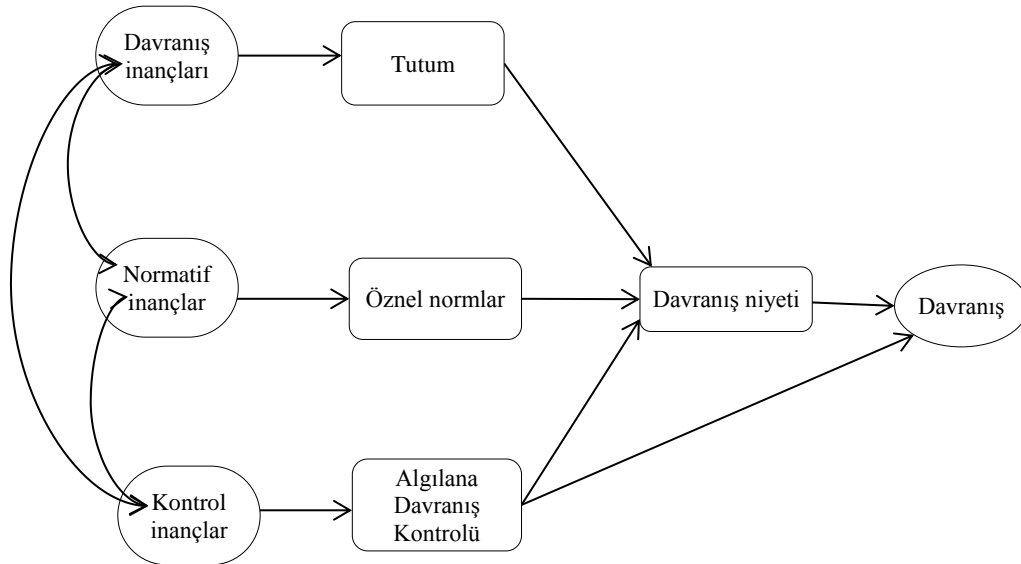 Davranış
inançları
Tutum
Normatif
inançlar
Öznel normlar
Davranış niyeti
Davranış
Kontrol
inançlar
Algılana
Davranış
Kontrolü